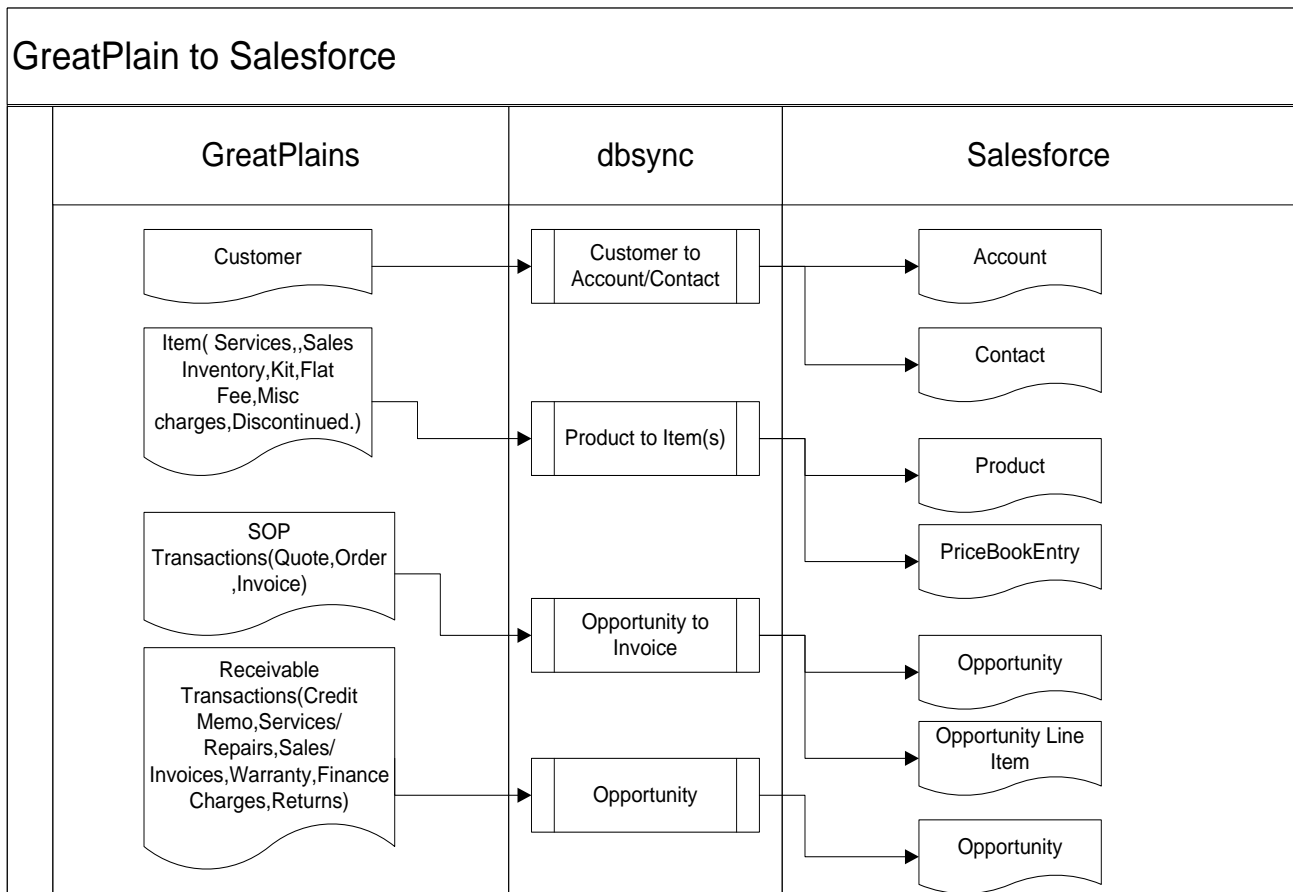 GreatPlain to Salesforce
GreatPlains
dbsync
Salesforce
Customer
Customer to
Account/Contact
Account
Contact
Item( Services,,Sales
Inventory,Kit,Flat
Fee,Misc
charges,Discontinued.)
Product to Item(s)
Product
PriceBookEntry
SOP
Transactions(Quote,Order
,Invoice)
Opportunity to
Invoice
Opportunity
Opportunity Line
Item
Receivable
Transactions(Credit
Memo,Services/
Repairs,Sales/
Invoices,Warranty,Finance
Charges,Returns)
Opportunity
Opportunity